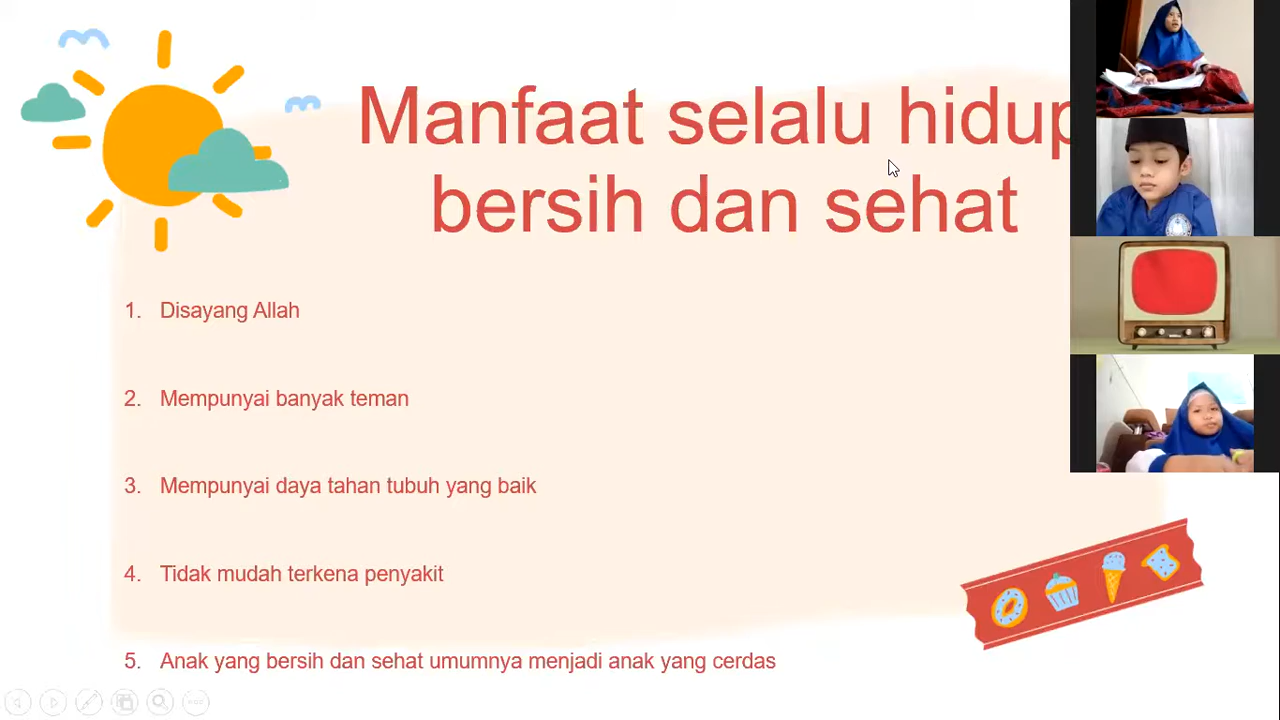 Manfaat selalu hidup
bersih dan sehat
1. Disayang Allah
2. Mempunyai banyak teman
3. Mempunyai daya tahan tubuh yang baik
4. Tidak mudah terkena penyakit
5. Anak yang bersih dan sehat umumnya menjadi anak yang cerdas